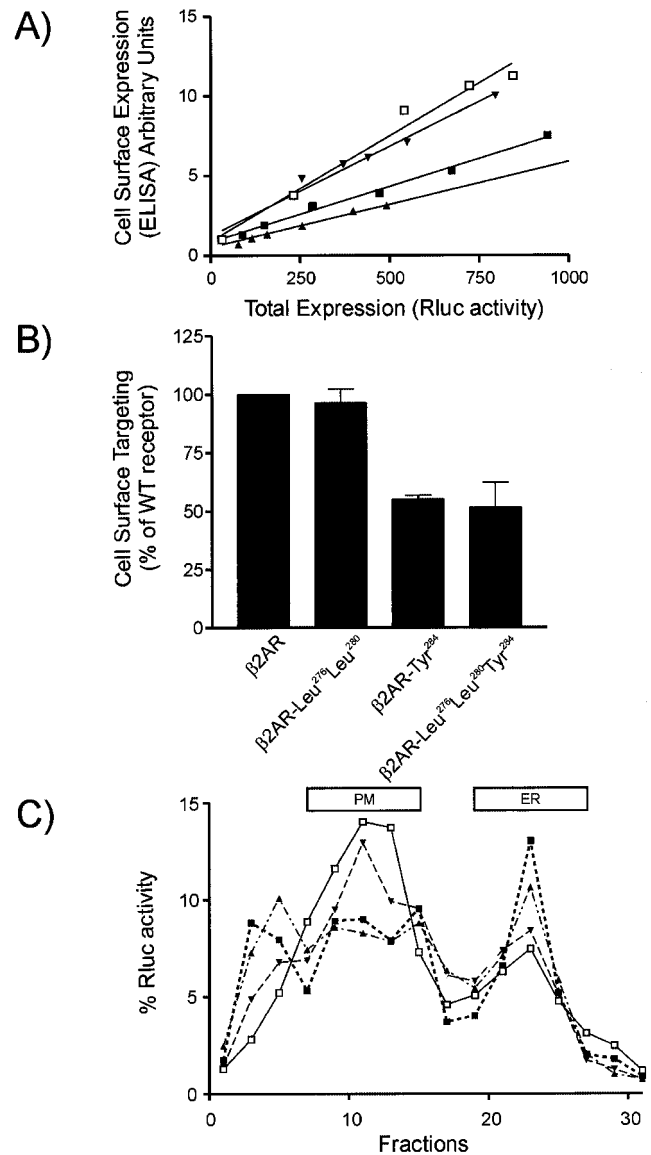 A)
Cell Surface Expression
(ELISA) Arbitrary Units
15
10
5
0
0 250 500 750 1000
Total Expression (Rluc activity)
B)
Cell Surface Targeting
(% of WT receptor)
125
100
75
50
25
0
β2AR
β2AR-Leu²⁷⁶Leu²⁸⁰
β2AR-Tyr²⁸⁴
β2AR-Leu²⁷⁶Leu²⁸⁰Tyr²⁸⁴
C)
PM ER
% Rluc activity
15
10
5
0
0 10 20 30
Fractions